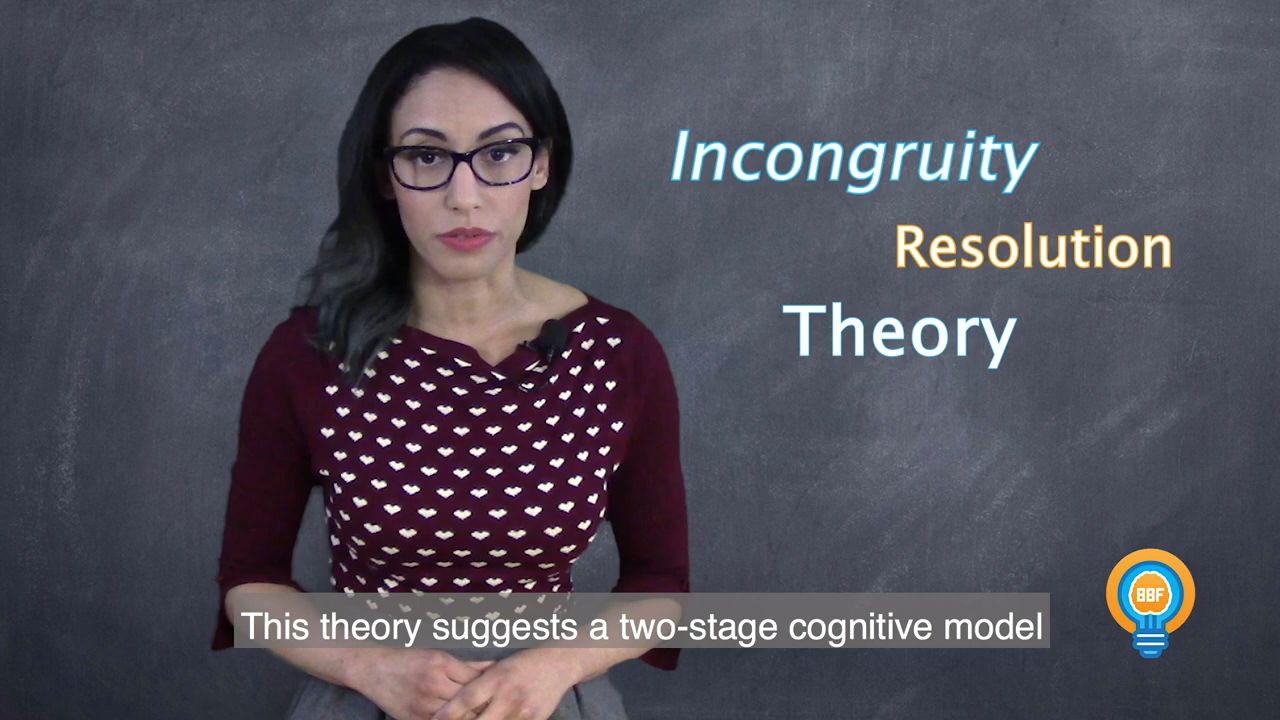 Incongruity
Resolution
Theory
BBF
This theory suggests a two-stage cognitive model